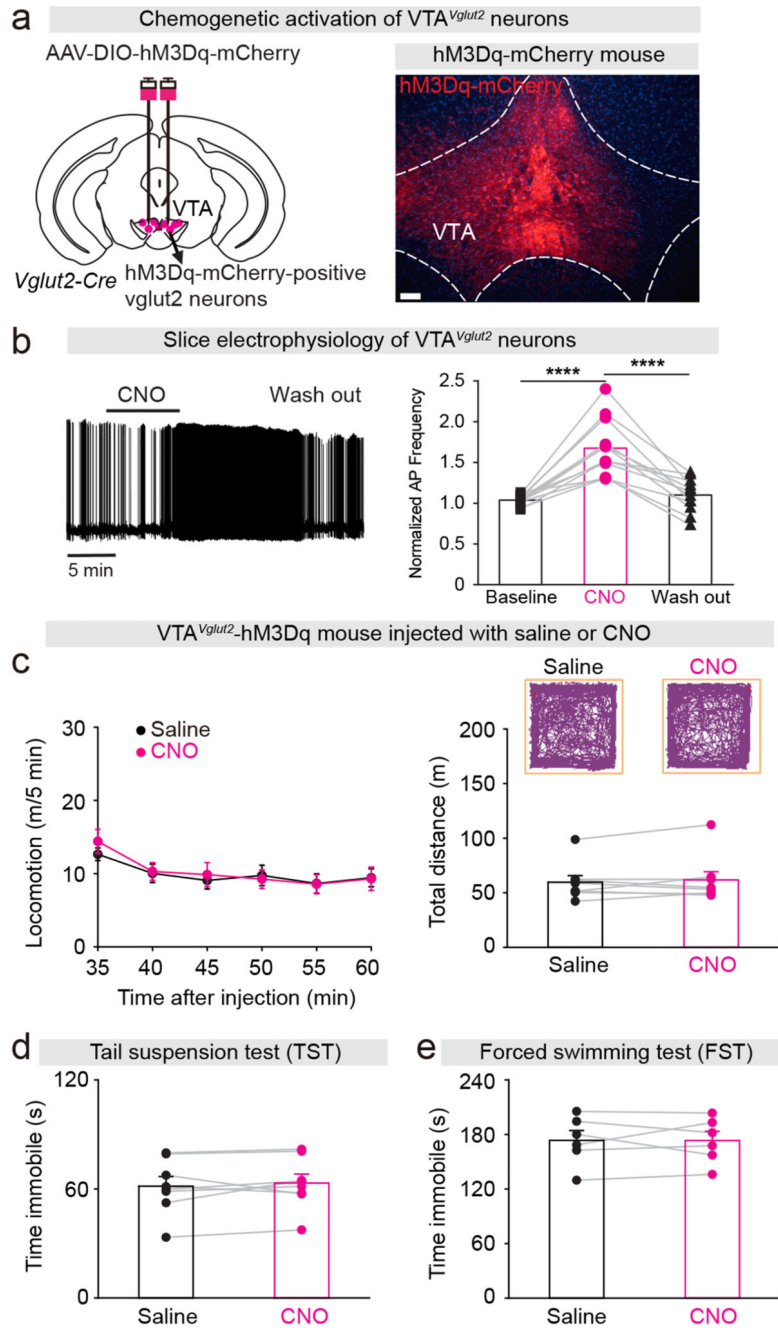 a
Chemogenetic activation of VTAVglut2 neurons
AAV-DIO-hM3Dq-mCherry
VTA
Vglut2-Cre
hM3Dq-mCherry-positive
vglut2 neurons
hM3Dq-mCherry mouse
hM3Dq-mCherry
VTA
b
Slice electrophysiology of VTAVglut2 neurons
CNO
Wash out
5 min
Normalized AP Frequency
2.5
2.0
1.5
1.0
0.5
0
****
****
Baseline
CNO
Wash out
VTAVglut2-hM3Dq mouse injected with saline or CNO
c
Locomotion (m/5 min)
30
20
10
0
Saline
CNO
35 40 45 50 55 60
Time after injection (min)
Saline
CNO
Total distance (m)
200
150
100
50
0
Saline
CNO
d
Tail suspension test (TST)
Time immobile (s)
120
60
0
Saline
CNO
e
Forced swimming test (FST)
Time immobile (s)
240
180
120
60
0
Saline
CNO